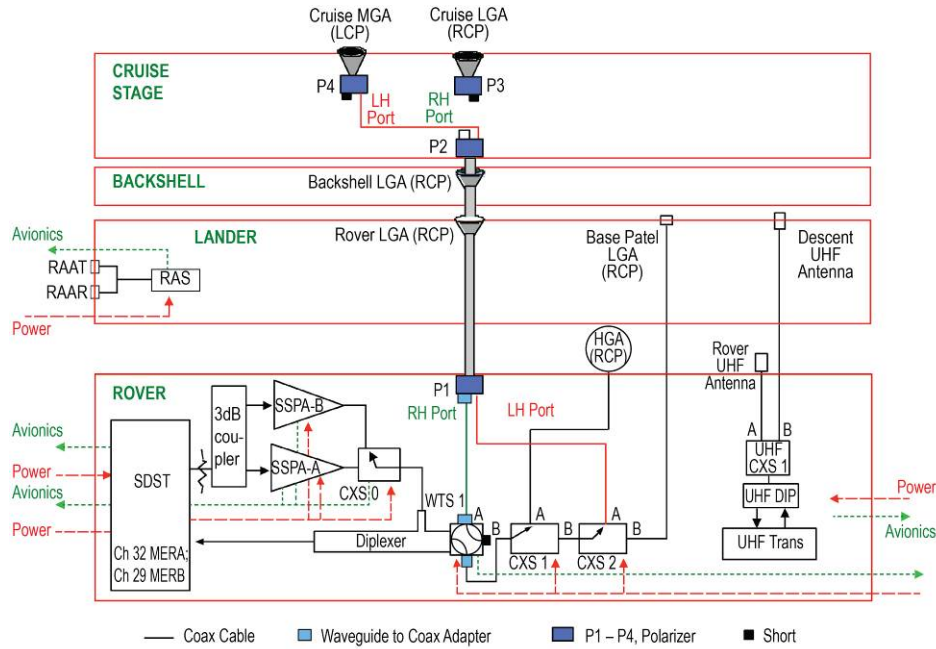 Cruise MGA
(LCP)
Cruise LGA
(RCP)
CRUISE
STAGE
P4
P3
LH
Port
RH
Port
P2
BACKSHELL
Backshell LGA (RCP)
LANDER
Avionics
RAAT
RAAR
RAS
Power
Rover LGA (RCP)
Base Patel
LGA
(RCP)
Descent
UHF
Antenna
HGA
(RCP)
Rover
UHF
Antenna
ROVER
P1
RH Port
LH Port
Avionics
Power
Avionics
Power
SDST
Ch 32 MERA;
Ch 29 MERB
3dB
cou-
pler
SSPA-B
SSPA-A
CXS 0
WTS 1
A
B
Diplexer
A
B
CXS 1
A
B
CXS 2
A
B
UHF
CXS 1
UHF DIP
UHF Trans
Power
Avionics
Coax Cable
Waveguide to Coax Adapter
P1 – P4, Polarizer
Short